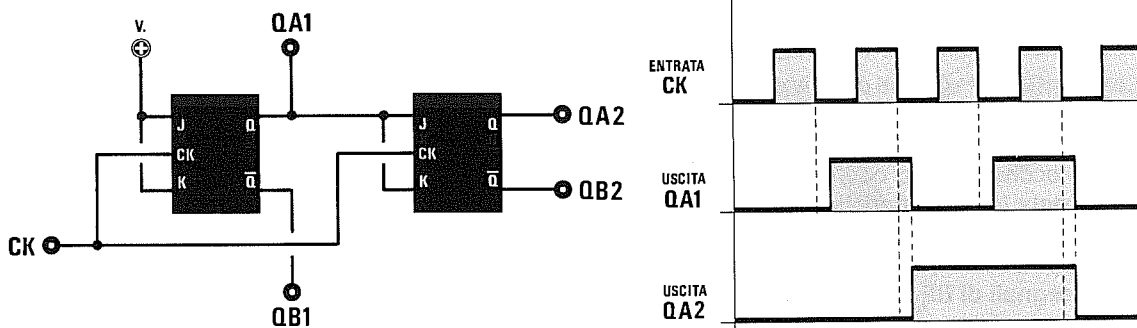 V.
QA1
J
Q
CK
K
Q̅
J
Q
CK
K
Q̅
QA2
QB2
CK
QB1
ENTRATA
CK
USCITA
QA1
USCITA
QA2